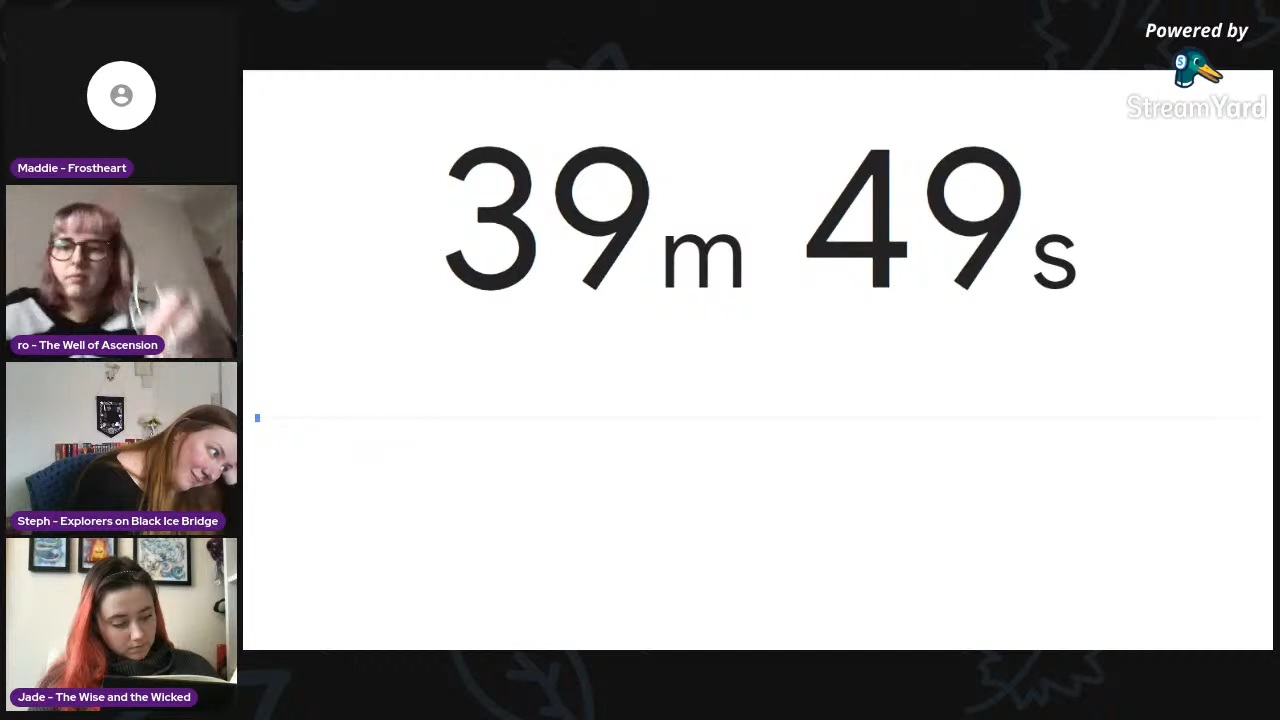 Powered by
StreamYard
39m 49s
Maddie - Frostheart
ro - The Well of Ascension
Steph - Explorers on Black Ice Bridge
Jade - The Wise and the Wicked